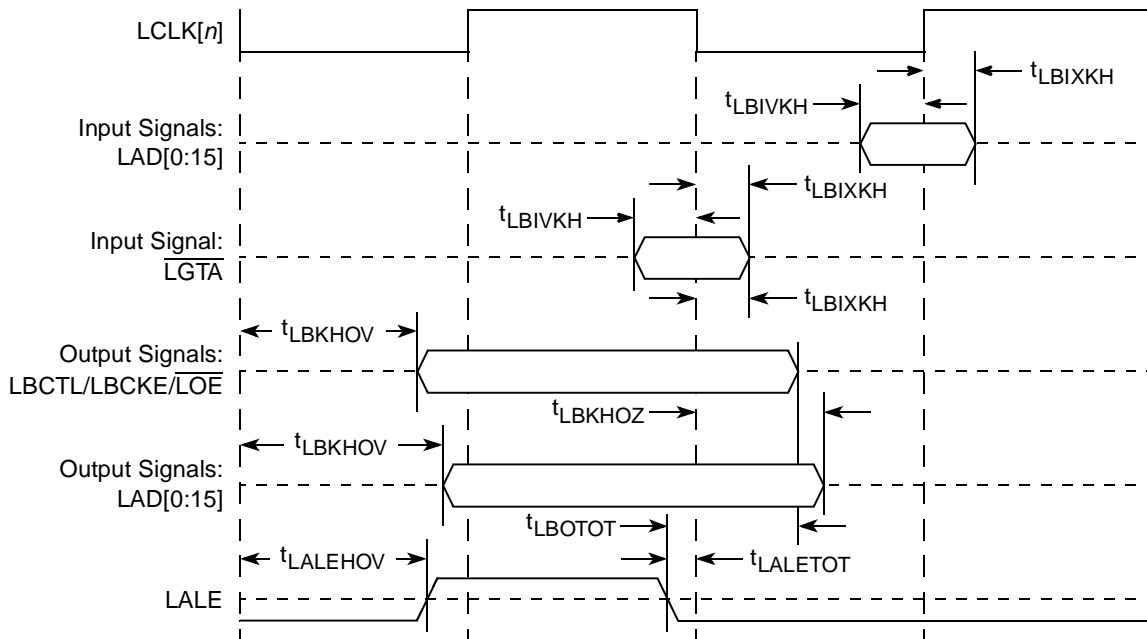 LCLK[n]
tLBIXKH
tLBIVKH
Input Signals:
LAD[0:15]
tLBIXKH
tLBIVKH
Input Signal:
LGTA
tLBIXKH
tLBKHOV
Output Signals:
LBCTL/LBCKE/LOE
tLBKHOZ
tLBKHOV
Output Signals:
LAD[0:15]
tLBOTOT
tLALEHOV
tLALETOT
LALE